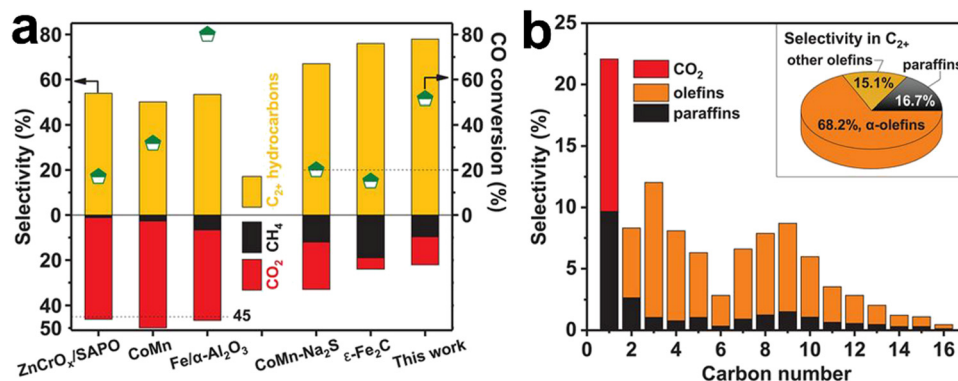 a
80
60
40
20
0
20
40
50
Selectivity (%)
C₂₊ hydrocarbons
CH₄
CO₂
45
80
60
40
20
0
CO conversion (%)
ZnCrOₓ/SAPO
CoMn
Fe/α-Al₂O₃
CoMn-Na₂S
ε-Fe₂C
This work
b
25
20
15
10
5
0
Selectivity (%)
CO₂
olefins
paraffins
Selectivity in C₂₊
other olefins
paraffins
15.1%
16.7%
68.2%, α-olefins
0 2 4 6 8 10 12 14 16
Carbon number